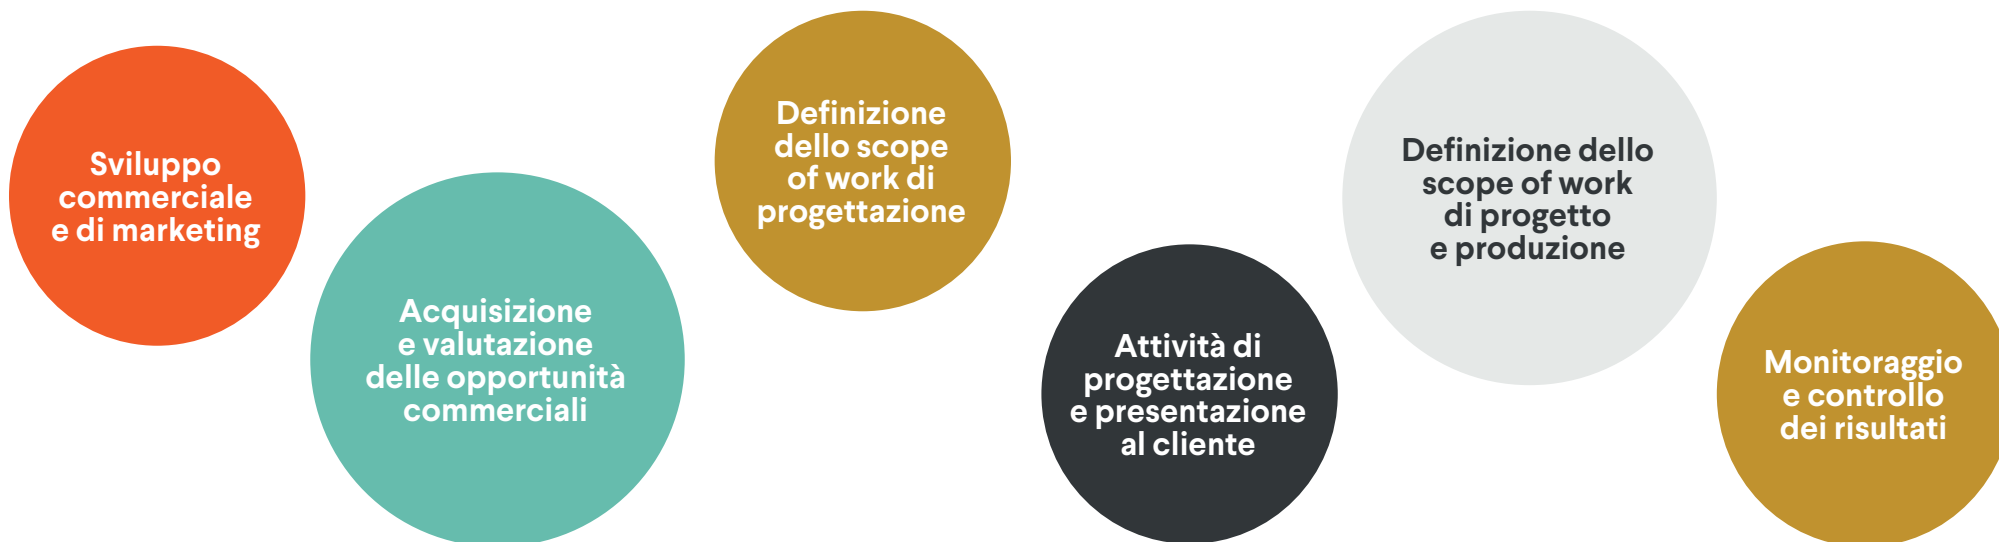 Sviluppo
commerciale
e di marketing
Acquisizione
e valutazione
delle opportunità
commerciali
Definizione
dello scope
of work di
progettazione
Attività di
progettazione
e presentazione
al cliente
Definizione dello
scope of work
di progetto
e produzione
Monitoraggio
e controllo
dei risultati